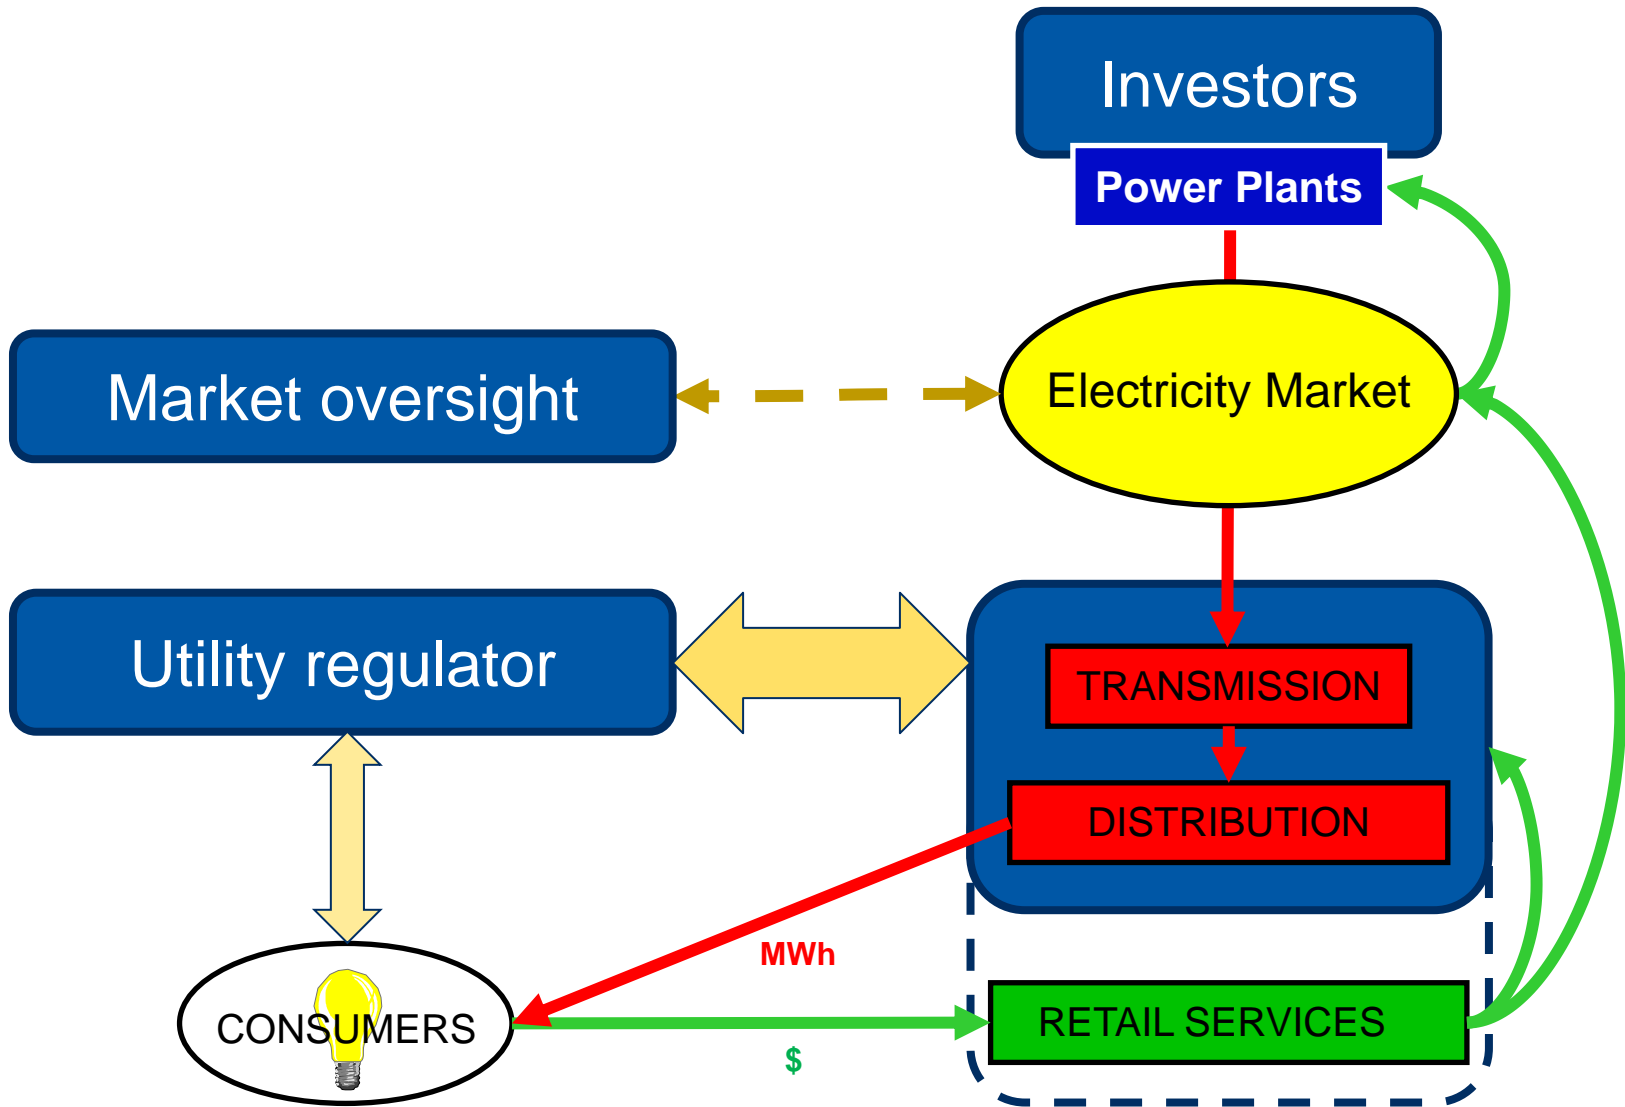 Investors
Power Plants
Market oversight
Electricity Market
Utility regulator
TRANSMISSION
DISTRIBUTION
MWh
CONSUMERS
RETAIL SERVICES
$